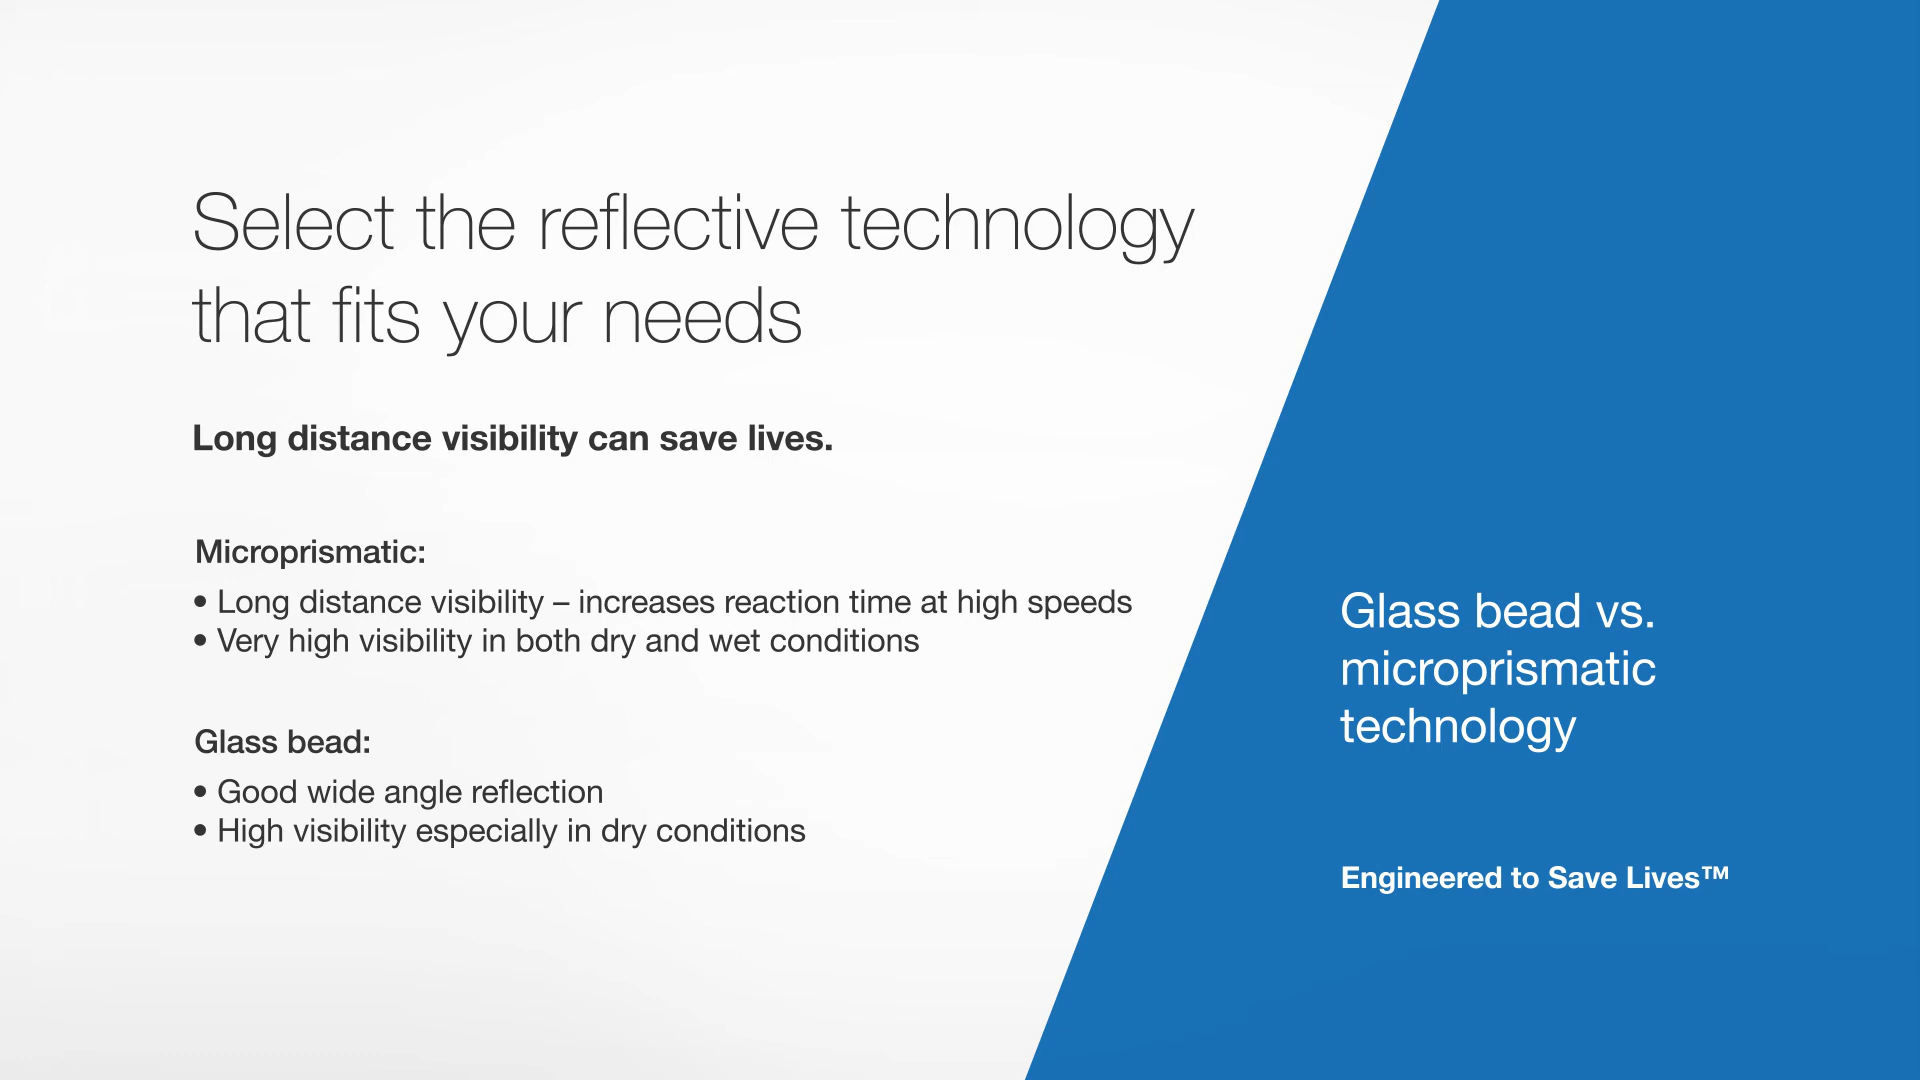 Select the reflective technology
that fits your needs
Long distance visibility can save lives.
Microprismatic:
• Long distance visibility – increases reaction time at high speeds
• Very high visibility in both dry and wet conditions
Glass bead:
• Good wide angle reflection
• High visibility especially in dry conditions
Glass bead vs.
microprismatic
technology
Engineered to Save Lives™